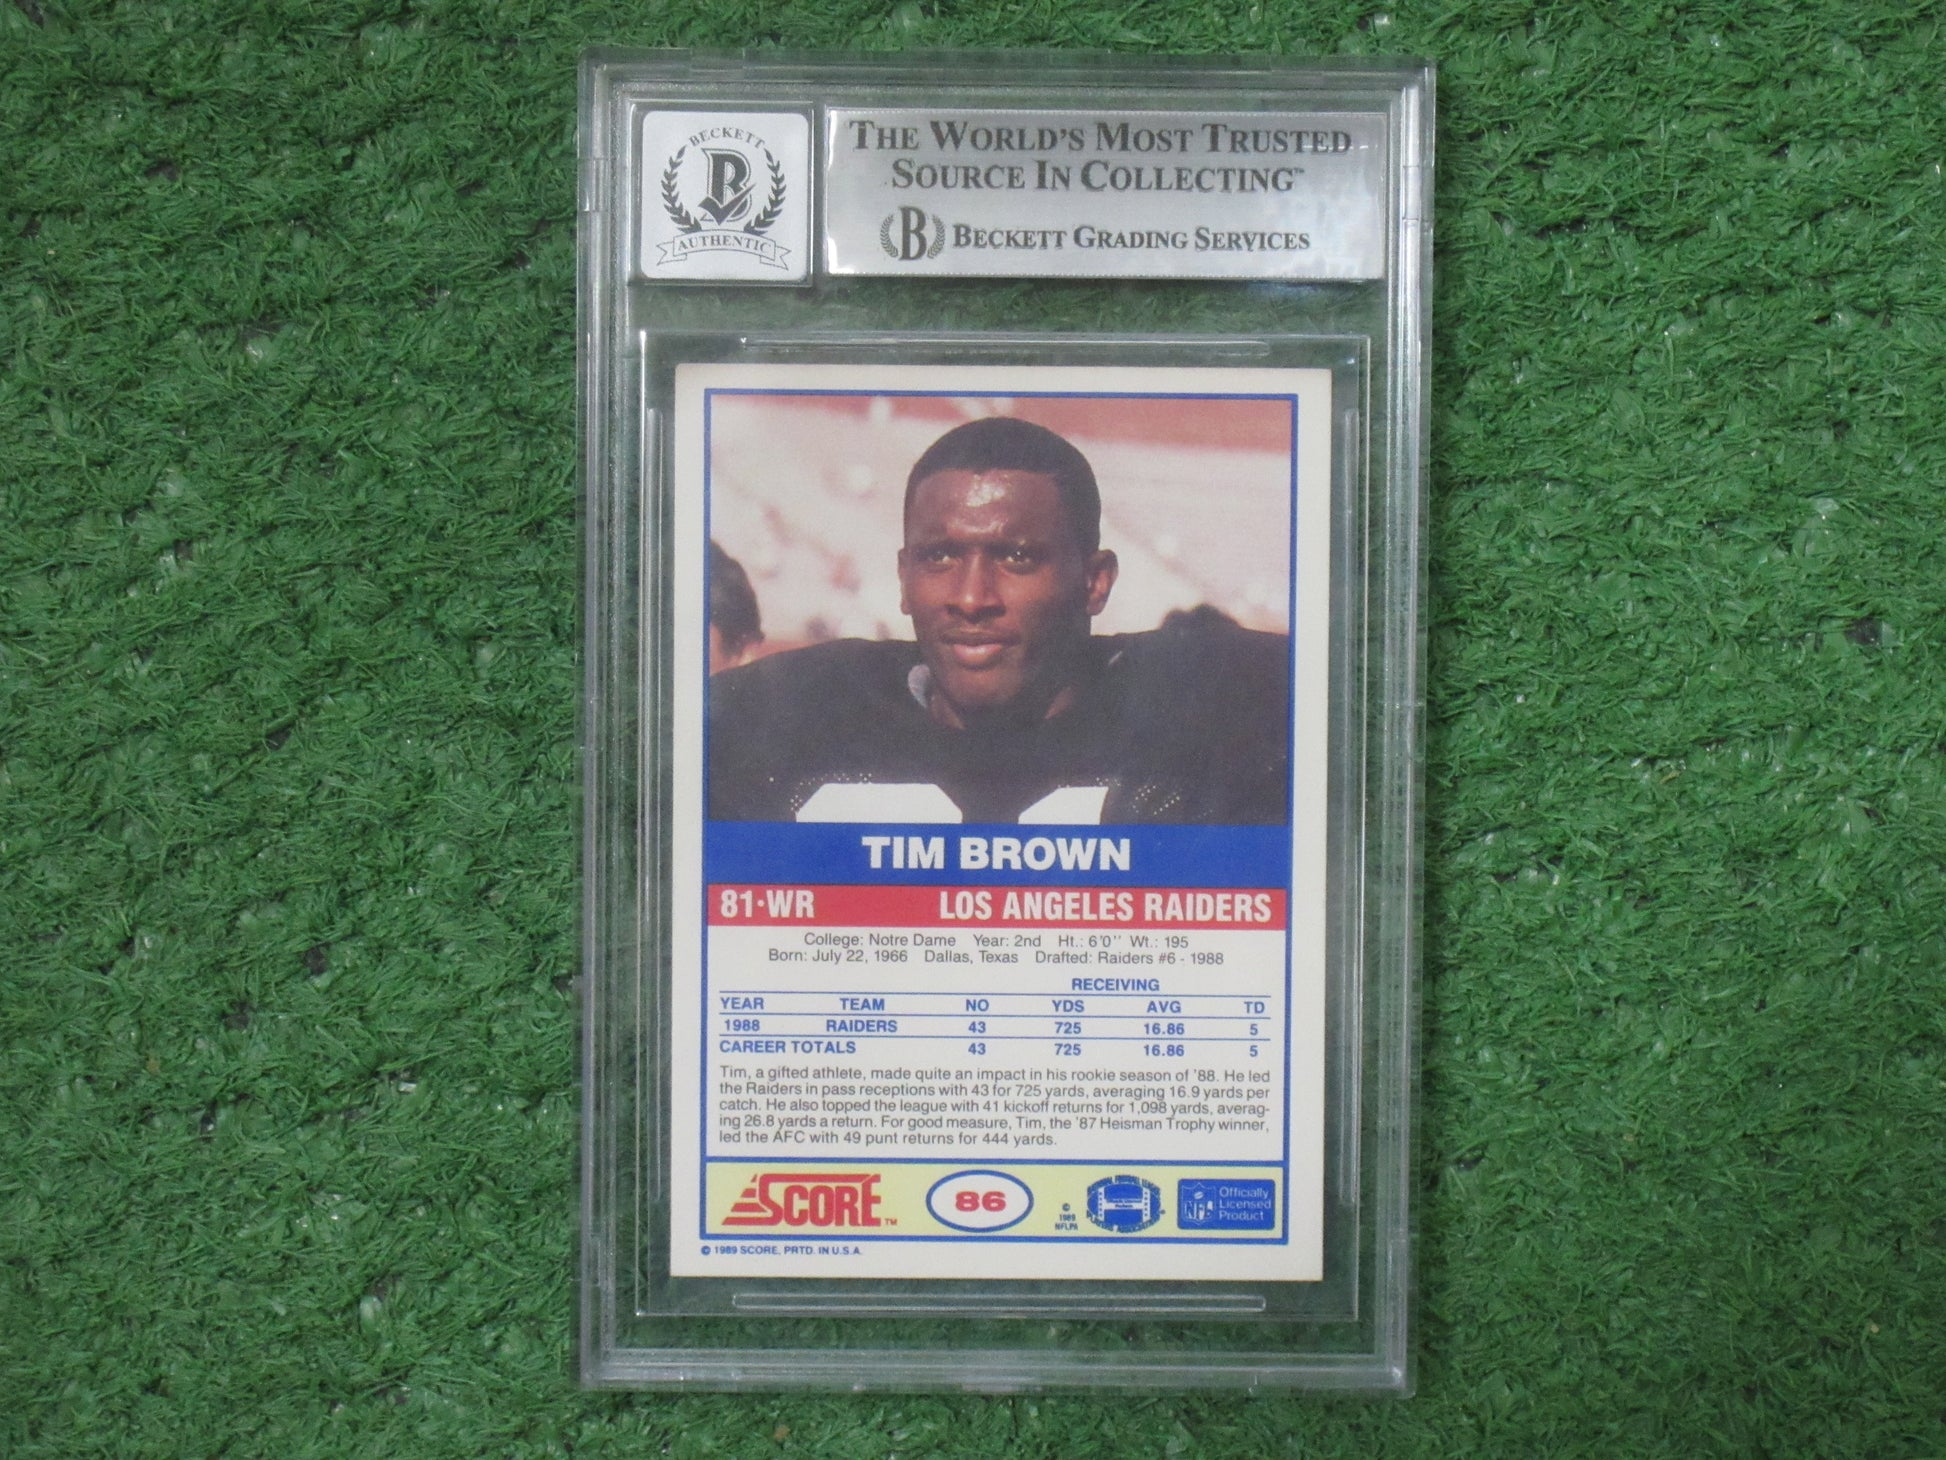 BECKETT
B
AUTHENTIC
THE WORLD'S MOST TRUSTED
SOURCE IN COLLECTING™
B BECKETT GRADING SERVICES
TIM BROWN
81·WR LOS ANGELES RAIDERS
College: Notre Dame Year: 2nd Ht.: 6'0'' Wt.: 195
Born: July 22, 1966 Dallas, Texas Drafted: Raiders #6 - 1988
RECEIVING
YEAR TEAM NO YDS AVG TD
1988 RAIDERS 43 725 16.86 5
CAREER TOTALS 43 725 16.86 5
Tim, a gifted athlete, made quite an impact in his rookie season of '88. He led
the Raiders in pass receptions with 43 for 725 yards, averaging 16.9 yards per
catch. He also topped the league with 41 kickoff returns for 1,098 yards, averag-
ing 26.8 yards a return. For good measure, Tim, the '87 Heisman Trophy winner,
led the AFC with 49 punt returns for 444 yards.
SCORE™
86
©
1989
NFLPA
NFL
Officially
Licensed
Product
© 1989 SCORE, PRTD. IN U.S.A.